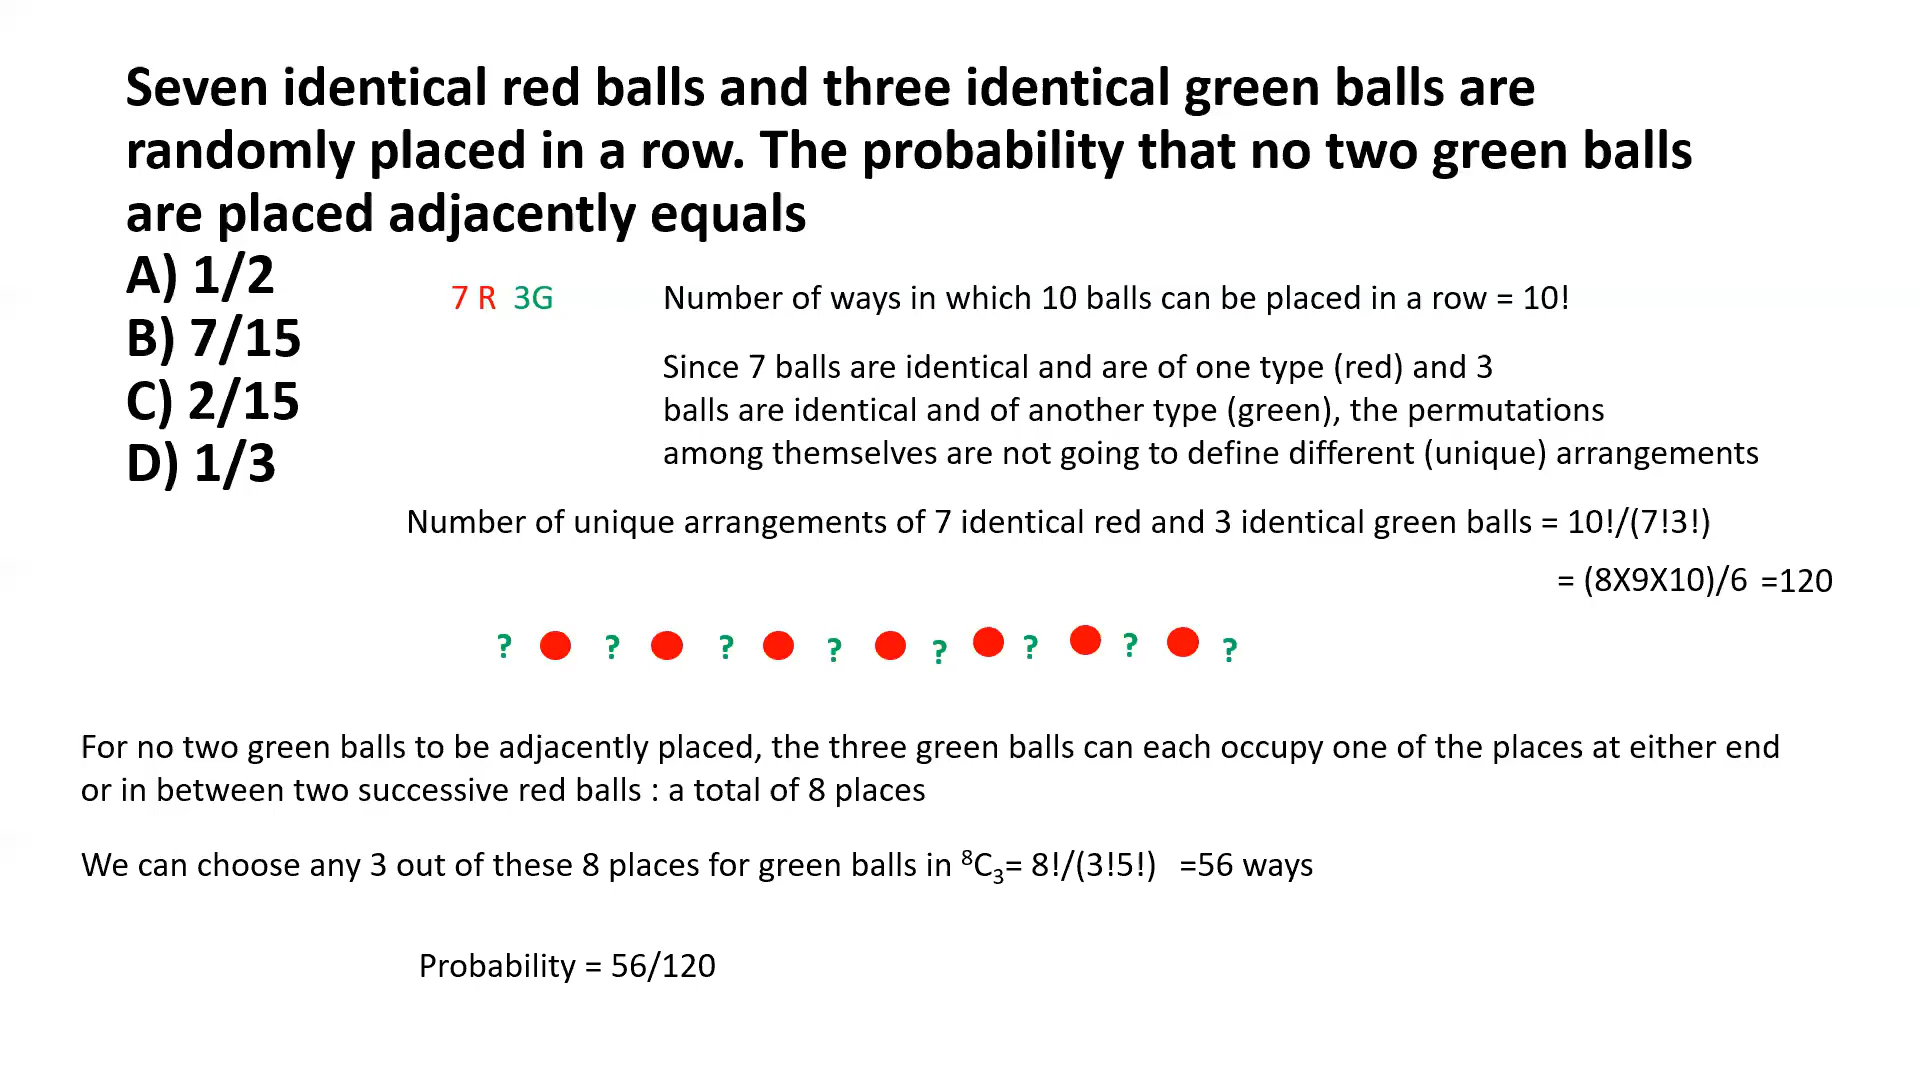 Seven identical red balls and three identical green balls are
randomly placed in a row. The probability that no two green balls
are placed adjacently equals
A) 1/2
B) 7/15
C) 2/15
D) 1/3
7 R 3G
Number of ways in which 10 balls can be placed in a row = 10!
Since 7 balls are identical and are of one type (red) and 3
balls are identical and of another type (green), the permutations
among themselves are not going to define different (unique) arrangements
Number of unique arrangements of 7 identical red and 3 identical green balls = 10!/(7!3!)
= (8X9X10)/6 =120
? ? ? ? ? ? ? ?
For no two green balls to be adjacently placed, the three green balls can each occupy one of the places at either end
or in between two successive red balls : a total of 8 places
We can choose any 3 out of these 8 places for green balls in ⁸C₃= 8!/(3!5!) =56 ways
Probability = 56/120